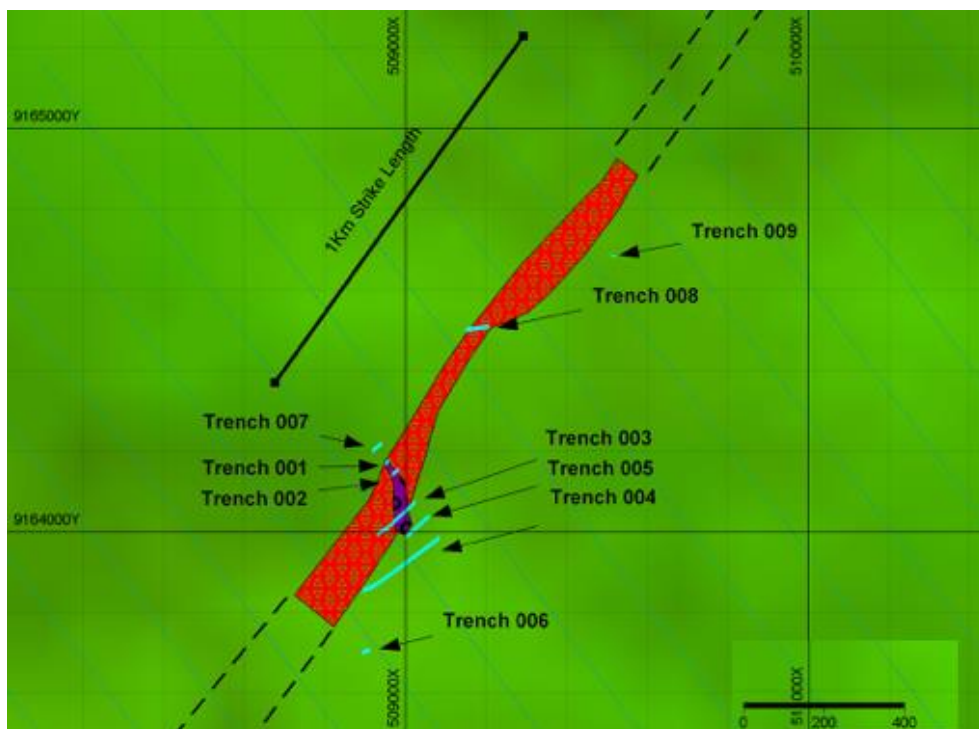 509000X
510000X
9165000Y
1Km Strike Length
Trench 009
Trench 008
Trench 007
Trench 003
Trench 001
Trench 005
Trench 002
Trench 004
9164000Y
Trench 006
509000X
000X
0
200
400